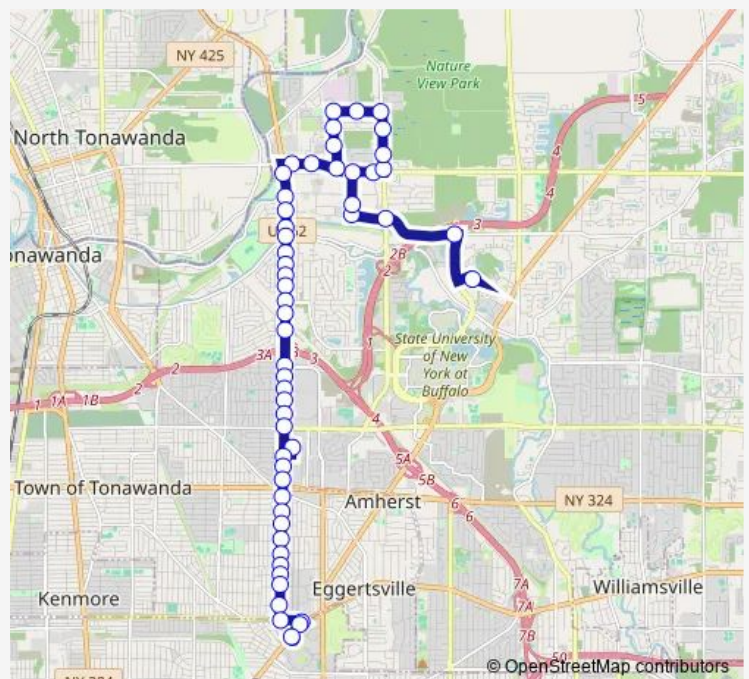 NY 425
Nature
View Park
5
North Tonawanda
4
4
3
2B
2
onawanda
State University
of New
York at
Buffalo
1
3A
3
2
2
1
1A
1B
4
5A
5B
6
6
Town of Tonawanda
Amherst
NY 324
Eggertsville
Williamsville
Kenmore
7A
7A
7B
50
© OpenStreetMap contributors